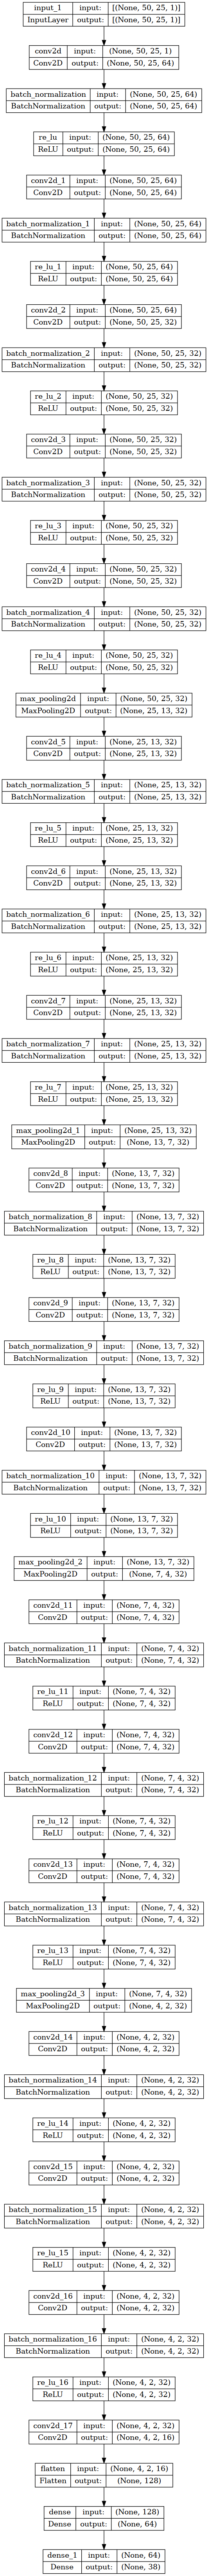 input_1 input: [(None, 50, 25, 1)]
InputLayer output: [(None, 50, 25, 1)]
conv2d input: (None, 50, 25, 1)
Conv2D output: (None, 50, 25, 64)
batch_normalization input: (None, 50, 25, 64)
BatchNormalization output: (None, 50, 25, 64)
re_lu input: (None, 50, 25, 64)
ReLU output: (None, 50, 25, 64)
conv2d_1 input: (None, 50, 25, 64)
Conv2D output: (None, 50, 25, 64)
batch_normalization_1 input: (None, 50, 25, 64)
BatchNormalization output: (None, 50, 25, 64)
re_lu_1 input: (None, 50, 25, 64)
ReLU output: (None, 50, 25, 64)
conv2d_2 input: (None, 50, 25, 64)
Conv2D output: (None, 50, 25, 32)
batch_normalization_2 input: (None, 50, 25, 32)
BatchNormalization output: (None, 50, 25, 32)
re_lu_2 input: (None, 50, 25, 32)
ReLU output: (None, 50, 25, 32)
conv2d_3 input: (None, 50, 25, 32)
Conv2D output: (None, 50, 25, 32)
batch_normalization_3 input: (None, 50, 25, 32)
BatchNormalization output: (None, 50, 25, 32)
re_lu_3 input: (None, 50, 25, 32)
ReLU output: (None, 50, 25, 32)
conv2d_4 input: (None, 50, 25, 32)
Conv2D output: (None, 50, 25, 32)
batch_normalization_4 input: (None, 50, 25, 32)
BatchNormalization output: (None, 50, 25, 32)
re_lu_4 input: (None, 50, 25, 32)
ReLU output: (None, 50, 25, 32)
max_pooling2d input: (None, 50, 25, 32)
MaxPooling2D output: (None, 25, 13, 32)
conv2d_5 input: (None, 25, 13, 32)
Conv2D output: (None, 25, 13, 32)
batch_normalization_5 input: (None, 25, 13, 32)
BatchNormalization output: (None, 25, 13, 32)
re_lu_5 input: (None, 25, 13, 32)
ReLU output: (None, 25, 13, 32)
conv2d_6 input: (None, 25, 13, 32)
Conv2D output: (None, 25, 13, 32)
batch_normalization_6 input: (None, 25, 13, 32)
BatchNormalization output: (None, 25, 13, 32)
re_lu_6 input: (None, 25, 13, 32)
ReLU output: (None, 25, 13, 32)
conv2d_7 input: (None, 25, 13, 32)
Conv2D output: (None, 25, 13, 32)
batch_normalization_7 input: (None, 25, 13, 32)
BatchNormalization output: (None, 25, 13, 32)
re_lu_7 input: (None, 25, 13, 32)
ReLU output: (None, 25, 13, 32)
max_pooling2d_1 input: (None, 25, 13, 32)
MaxPooling2D output: (None, 13, 7, 32)
conv2d_8 input: (None, 13, 7, 32)
Conv2D output: (None, 13, 7, 32)
batch_normalization_8 input: (None, 13, 7, 32)
BatchNormalization output: (None, 13, 7, 32)
re_lu_8 input: (None, 13, 7, 32)
ReLU output: (None, 13, 7, 32)
conv2d_9 input: (None, 13, 7, 32)
Conv2D output: (None, 13, 7, 32)
batch_normalization_9 input: (None, 13, 7, 32)
BatchNormalization output: (None, 13, 7, 32)
re_lu_9 input: (None, 13, 7, 32)
ReLU output: (None, 13, 7, 32)
conv2d_10 input: (None, 13, 7, 32)
Conv2D output: (None, 13, 7, 32)
batch_normalization_10 input: (None, 13, 7, 32)
BatchNormalization output: (None, 13, 7, 32)
re_lu_10 input: (None, 13, 7, 32)
ReLU output: (None, 13, 7, 32)
max_pooling2d_2 input: (None, 13, 7, 32)
MaxPooling2D output: (None, 7, 4, 32)
conv2d_11 input: (None, 7, 4, 32)
Conv2D output: (None, 7, 4, 32)
batch_normalization_11 input: (None, 7, 4, 32)
BatchNormalization output: (None, 7, 4, 32)
re_lu_11 input: (None, 7, 4, 32)
ReLU output: (None, 7, 4, 32)
conv2d_12 input: (None, 7, 4, 32)
Conv2D output: (None, 7, 4, 32)
batch_normalization_12 input: (None, 7, 4, 32)
BatchNormalization output: (None, 7, 4, 32)
re_lu_12 input: (None, 7, 4, 32)
ReLU output: (None, 7, 4, 32)
conv2d_13 input: (None, 7, 4, 32)
Conv2D output: (None, 7, 4, 32)
batch_normalization_13 input: (None, 7, 4, 32)
BatchNormalization output: (None, 7, 4, 32)
re_lu_13 input: (None, 7, 4, 32)
ReLU output: (None, 7, 4, 32)
max_pooling2d_3 input: (None, 7, 4, 32)
MaxPooling2D output: (None, 4, 2, 32)
conv2d_14 input: (None, 4, 2, 32)
Conv2D output: (None, 4, 2, 32)
batch_normalization_14 input: (None, 4, 2, 32)
BatchNormalization output: (None, 4, 2, 32)
re_lu_14 input: (None, 4, 2, 32)
ReLU output: (None, 4, 2, 32)
conv2d_15 input: (None, 4, 2, 32)
Conv2D output: (None, 4, 2, 32)
batch_normalization_15 input: (None, 4, 2, 32)
BatchNormalization output: (None, 4, 2, 32)
re_lu_15 input: (None, 4, 2, 32)
ReLU output: (None, 4, 2, 32)
conv2d_16 input: (None, 4, 2, 32)
Conv2D output: (None, 4, 2, 32)
batch_normalization_16 input: (None, 4, 2, 32)
BatchNormalization output: (None, 4, 2, 32)
re_lu_16 input: (None, 4, 2, 32)
ReLU output: (None, 4, 2, 32)
conv2d_17 input: (None, 4, 2, 32)
Conv2D output: (None, 4, 2, 16)
flatten input: (None, 4, 2, 16)
Flatten output: (None, 128)
dense input: (None, 128)
Dense output: (None, 64)
dense_1 input: (None, 64)
Dense output: (None, 38)